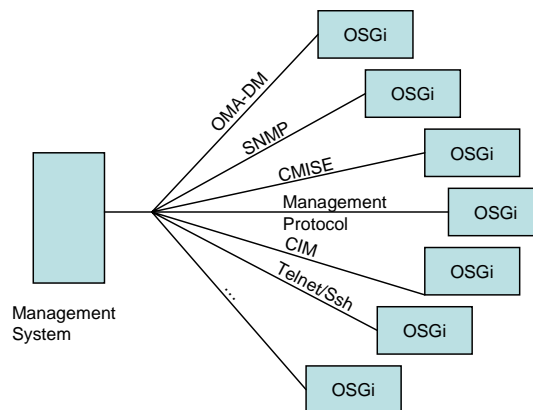 OSGi
OMA-DM
OSGi
SNMP
OSGi
CMISE
Management
Protocol
OSGi
CIM
OSGi
Telnet/Ssh
Management
System
...
OSGi
OSGi